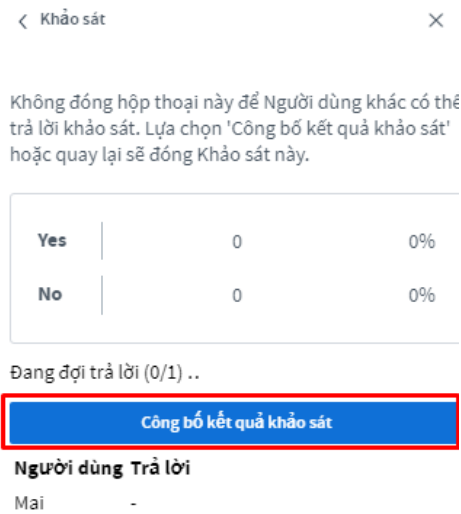 Khảo sát
Không đóng hộp thoại này để Người dùng khác có thể
trả lời khảo sát. Lựa chọn 'Công bố kết quả khảo sát'
hoặc quay lại sẽ đóng Khảo sát này.
Yes 0 0%
No 0 0%
Đang đợi trả lời (0/1) ..
Công bố kết quả khảo sát
Người dùng Trả lời
Mai -